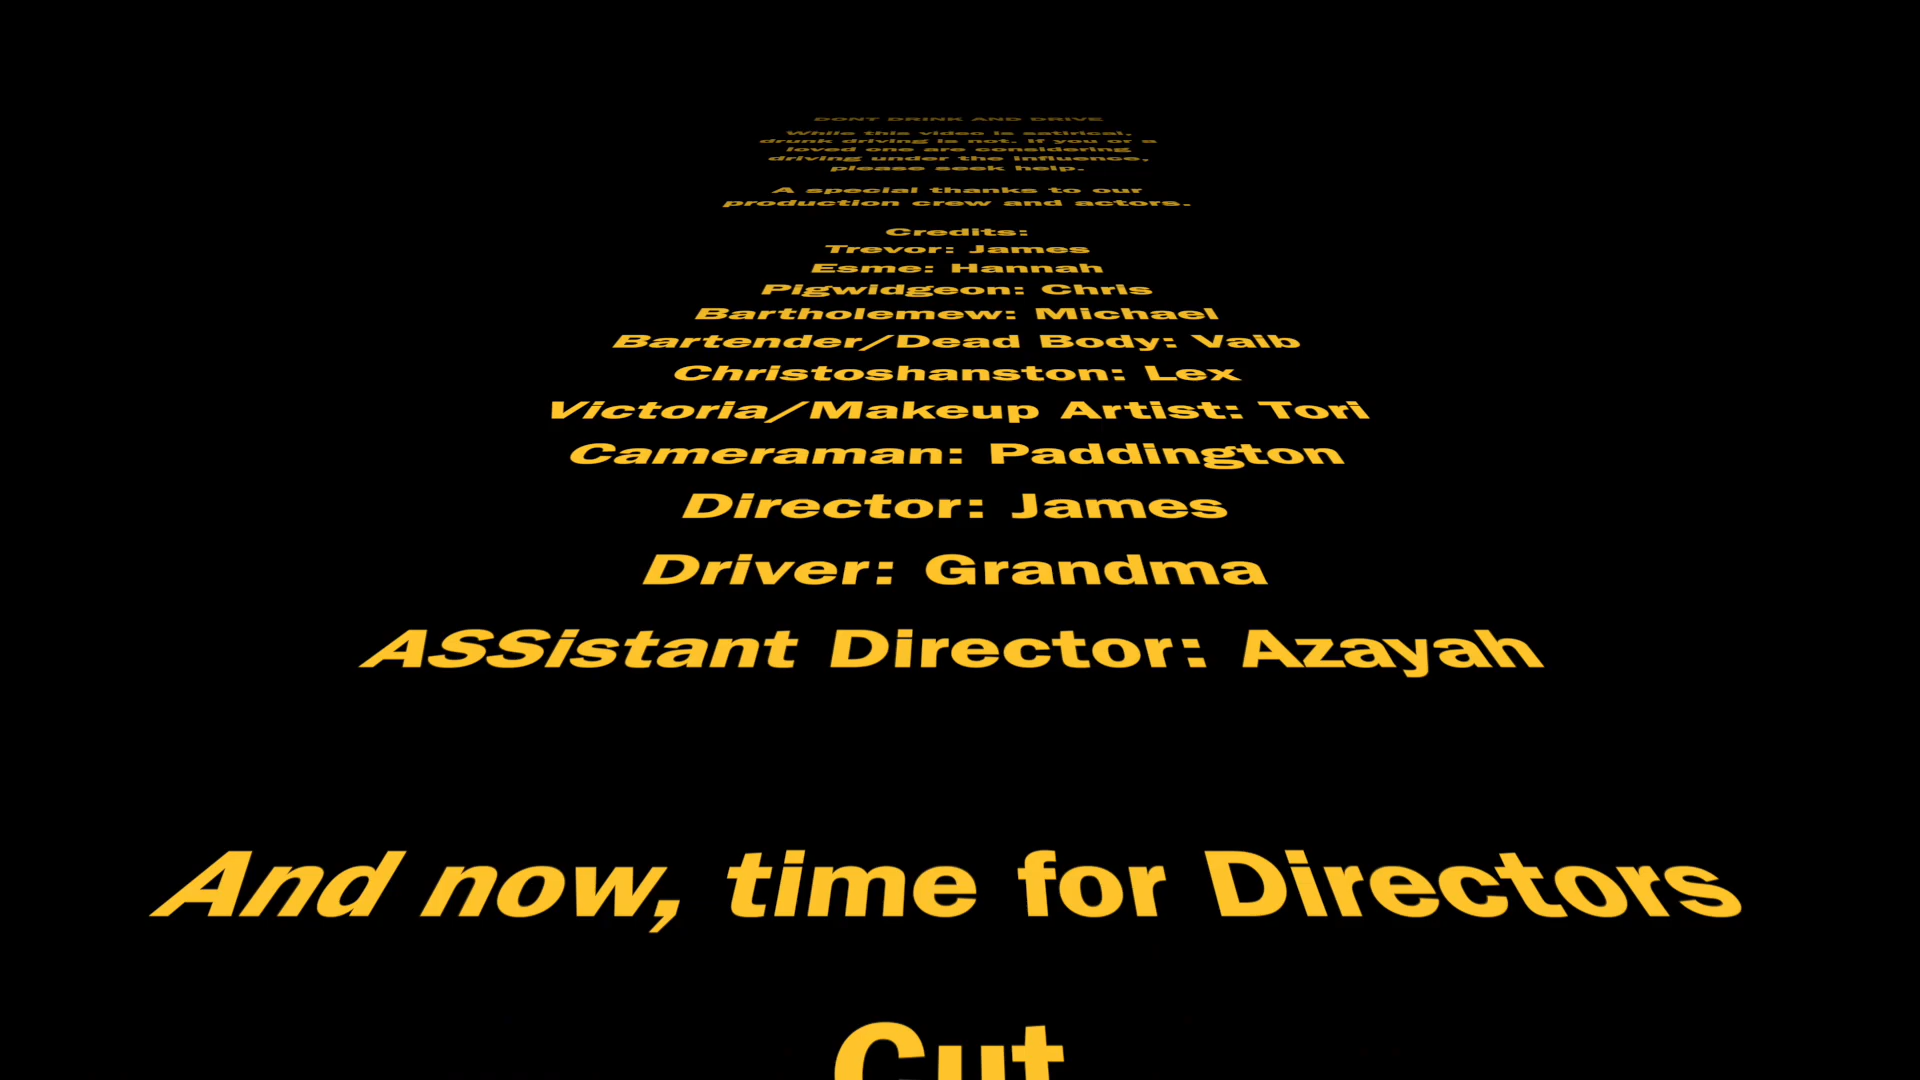 DONT DRINK AND DRIVE
While this video is satirical,
drunk driving is not. If you or a
loved one are considering
driving under the influence,
please seek help.
A special thanks to our
production crew and actors.
Credits:
Trevor: James
Esme: Hannah
Pigwidgeon: Chris
Bartholemew: Michael
Bartender/Dead Body: Vaib
Christoshanston: Lex
Victoria/Makeup Artist: Tori
Cameraman: Paddington
Director: James
Driver: Grandma
ASSistant Director: Azayah
And now, time for Directors
Cut